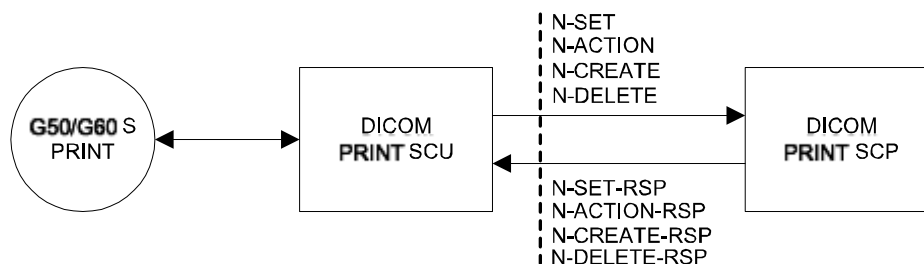 N-SET
N-ACTION
N-CREATE
N-DELETE
G50/G60 S
PRINT
DICOM
PRINT SCU
DICOM
PRINT SCP
N-SET-RSP
N-ACTION-RSP
N-CREATE-RSP
N-DELETE-RSP